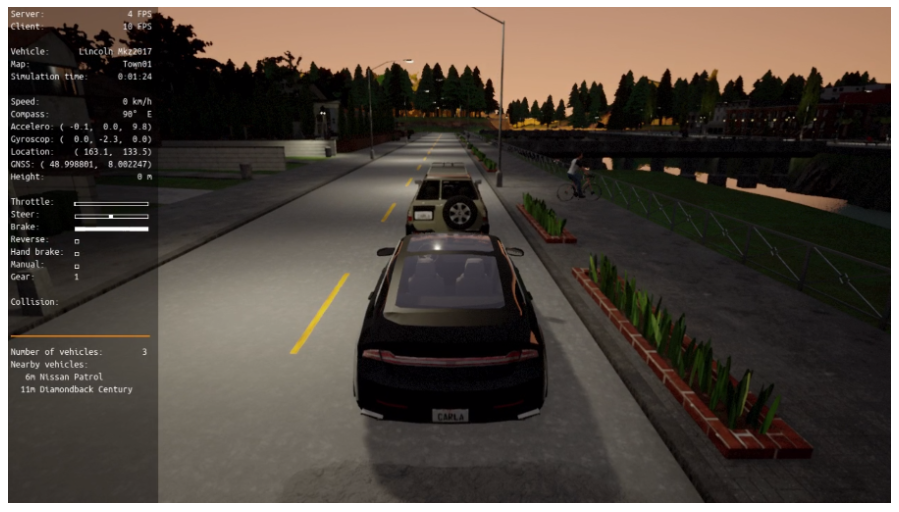 Server: 4 FPS
Client: 10 FPS
Vehicle: Lincoln Mkz2017
Map: Town01
Simulation time: 0:01:24
Speed: 0 km/h
Compass: 90° E
Accelero: ( -0.1, 0.0, 9.8)
Gyroscop: ( 0.0, -2.3, 0.0)
Location: ( 163.1, 133.5)
GNSS: ( 48.998801, 8.002247)
Height: 0 m
Throttle:
Steer:
Brake:
Reverse:
Hand brake:
Manual:
Gear: 1
Collision:
Number of vehicles: 3
Nearby vehicles:
6m Nissan Patrol
11m Diamondback Century